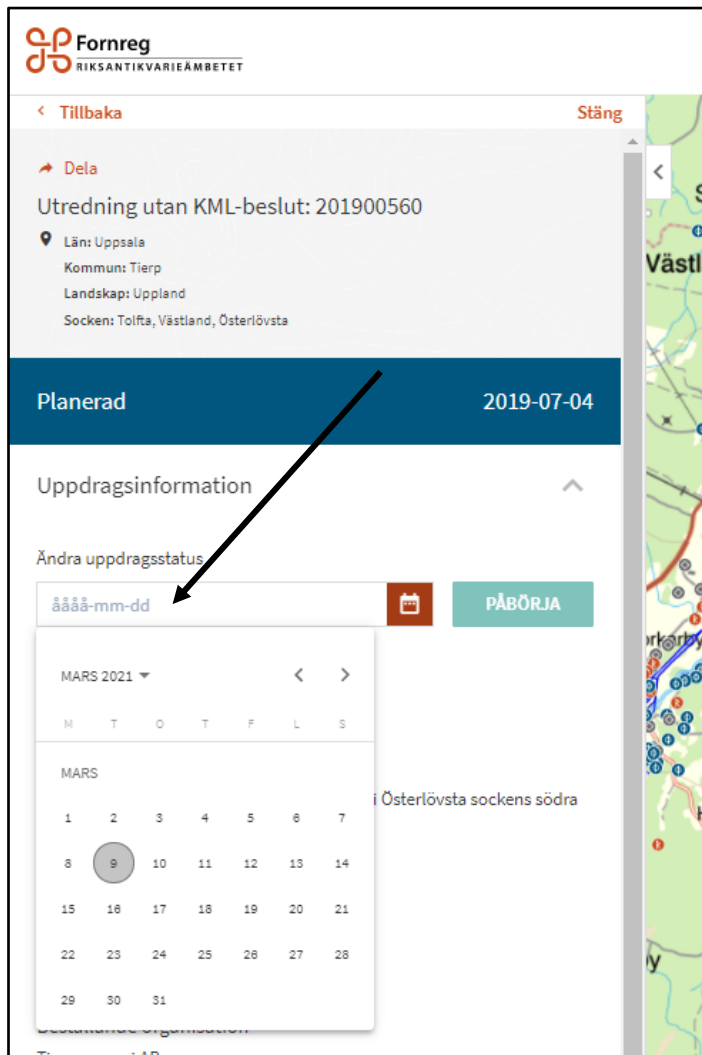 Fornreg
RIKSANTIKVARIEÄMBETET
Tillbaka Stäng
Dela
Utredning utan KML-beslut: 201900560
Län: Uppsala
Kommun: Tierp
Landskap: Uppland
Socken: Tolfta, Västland, Österlövsta
Planerad 2019-07-04
Uppdragsinformation
Ändra uppdragsstatus
åååå-mm-dd PÅBÖRJA
MARS 2021
M T O T F L S
MARS
1 2 3 4 5 6 7
8 9 10 11 12 13 14
15 16 17 18 19 20 21
22 23 24 25 26 27 28
29 30 31
i Österlövsta sockens södra
organisation
Västl